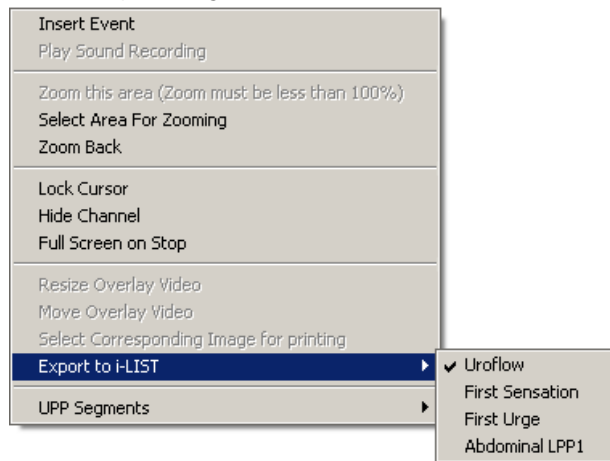 Insert Event
Play Sound Recording
Zoom this area (Zoom must be less than 100%)
Select Area For Zooming
Zoom Back
Lock Cursor
Hide Channel
Full Screen on Stop
Resize Overlay Video
Move Overlay Video
Select Corresponding Image for printing
Export to i-LIST
UPP Segments
Uroflow
First Sensation
First Urge
Abdominal LPP1